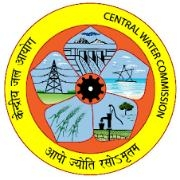 केन्द्रीय जल आयोग
CENTRAL WATER COMMISSION
आपो ज्योति रसोऽमृतम